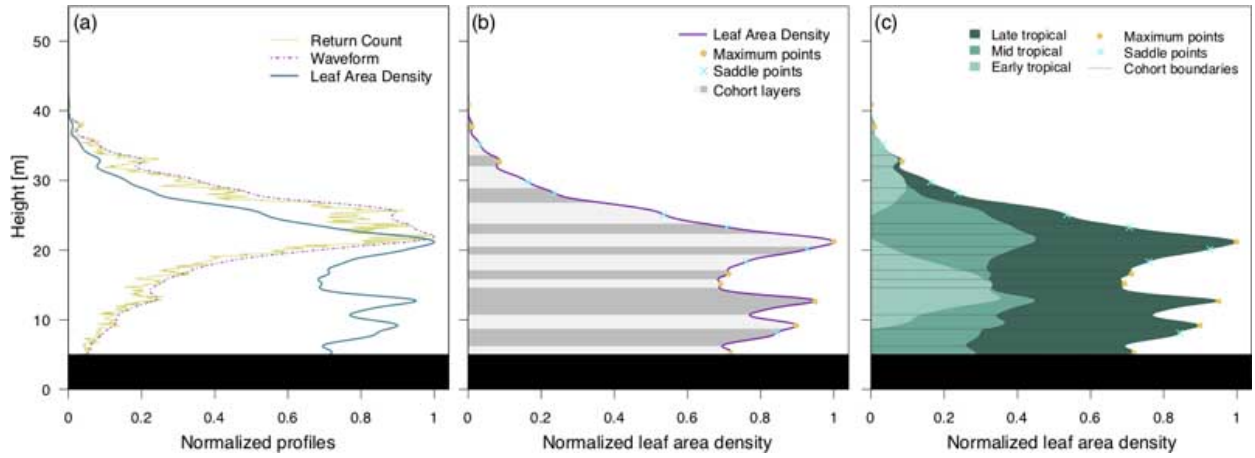 (a)
Return Count
Waveform
Leaf Area Density
Height [m]
50
40
30
20
10
0
0 0.2 0.4 0.6 0.8 1
Normalized profiles
(b)
Leaf Area Density
Maximum points
Saddle points
Cohort layers
0 0.2 0.4 0.6 0.8 1
Normalized leaf area density
(c)
Late tropical Maximum points
Mid tropical Saddle points
Early tropical Cohort boundaries
0 0.2 0.4 0.6 0.8 1
Normalized leaf area density